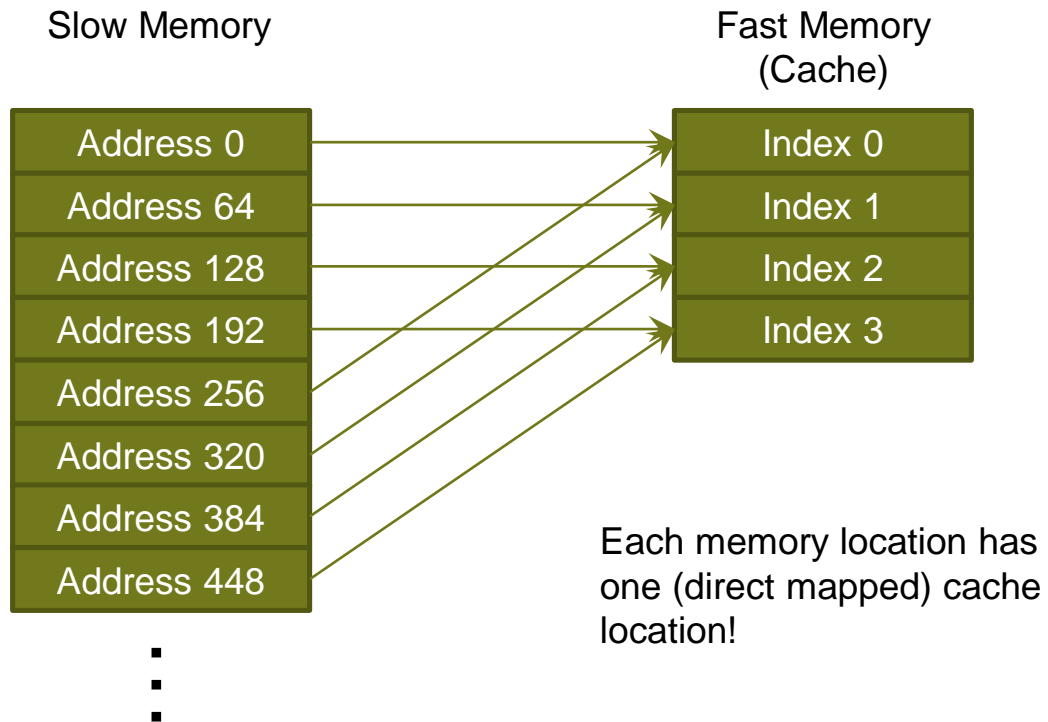 Slow Memory
Fast Memory
(Cache)
Address 0
Address 64
Address 128
Address 192
Address 256
Address 320
Address 384
Address 448
Index 0
Index 1
Index 2
Index 3
Each memory location has
one (direct mapped) cache
location!